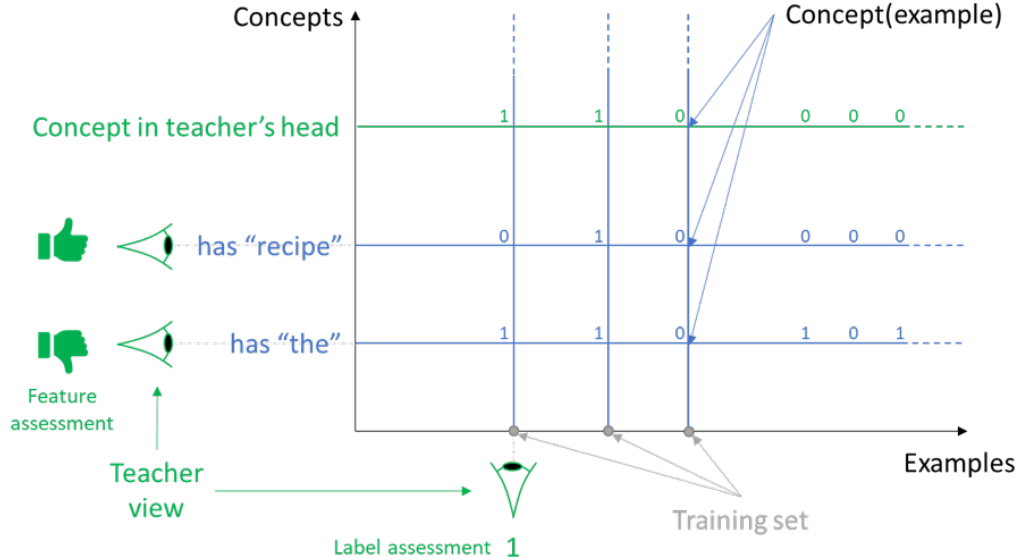 Concepts
Concept(example)
Concept in teacher's head
1 1 0 0 0 0
has "recipe"
0 1 0 0 0 0
has "the"
1 1 0 1 0 1
Feature
assessment
Examples
Teacher
view
Training set
Label assessment 1